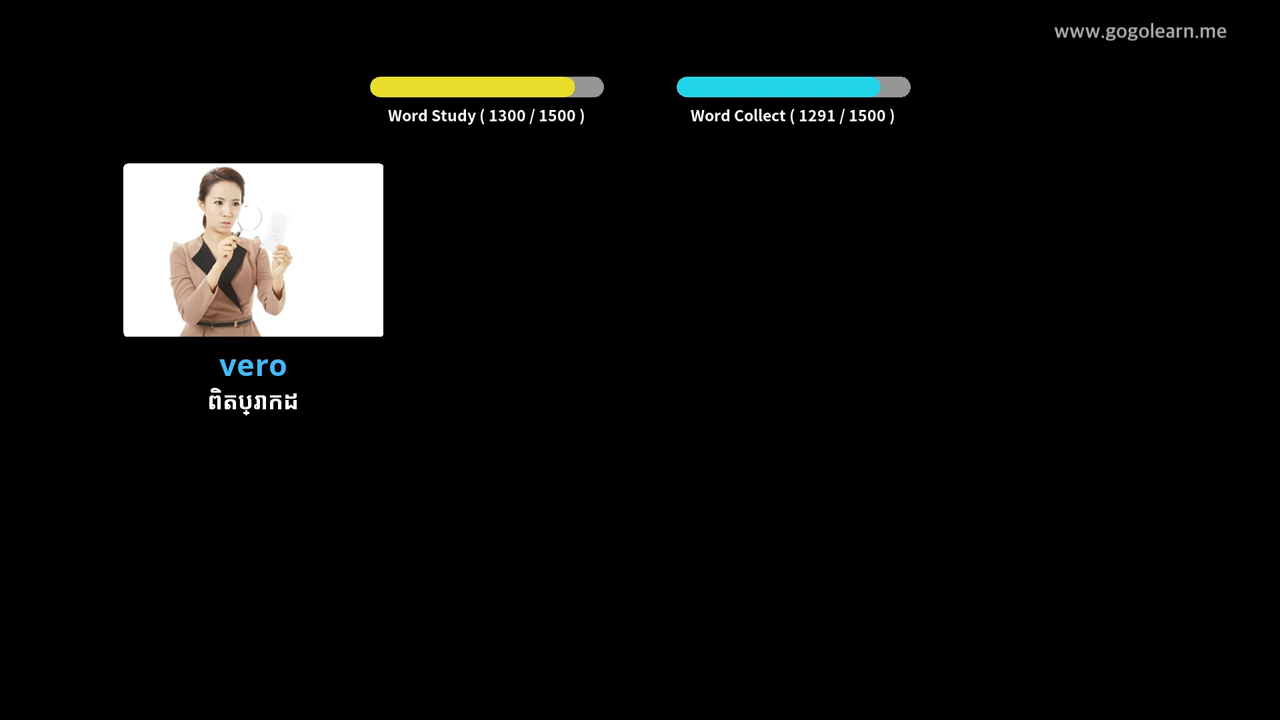 www.gogolearn.me
Word Study ( 1300 / 1500 )
Word Collect ( 1291 / 1500 )
vero
ពិតប្រាកដ